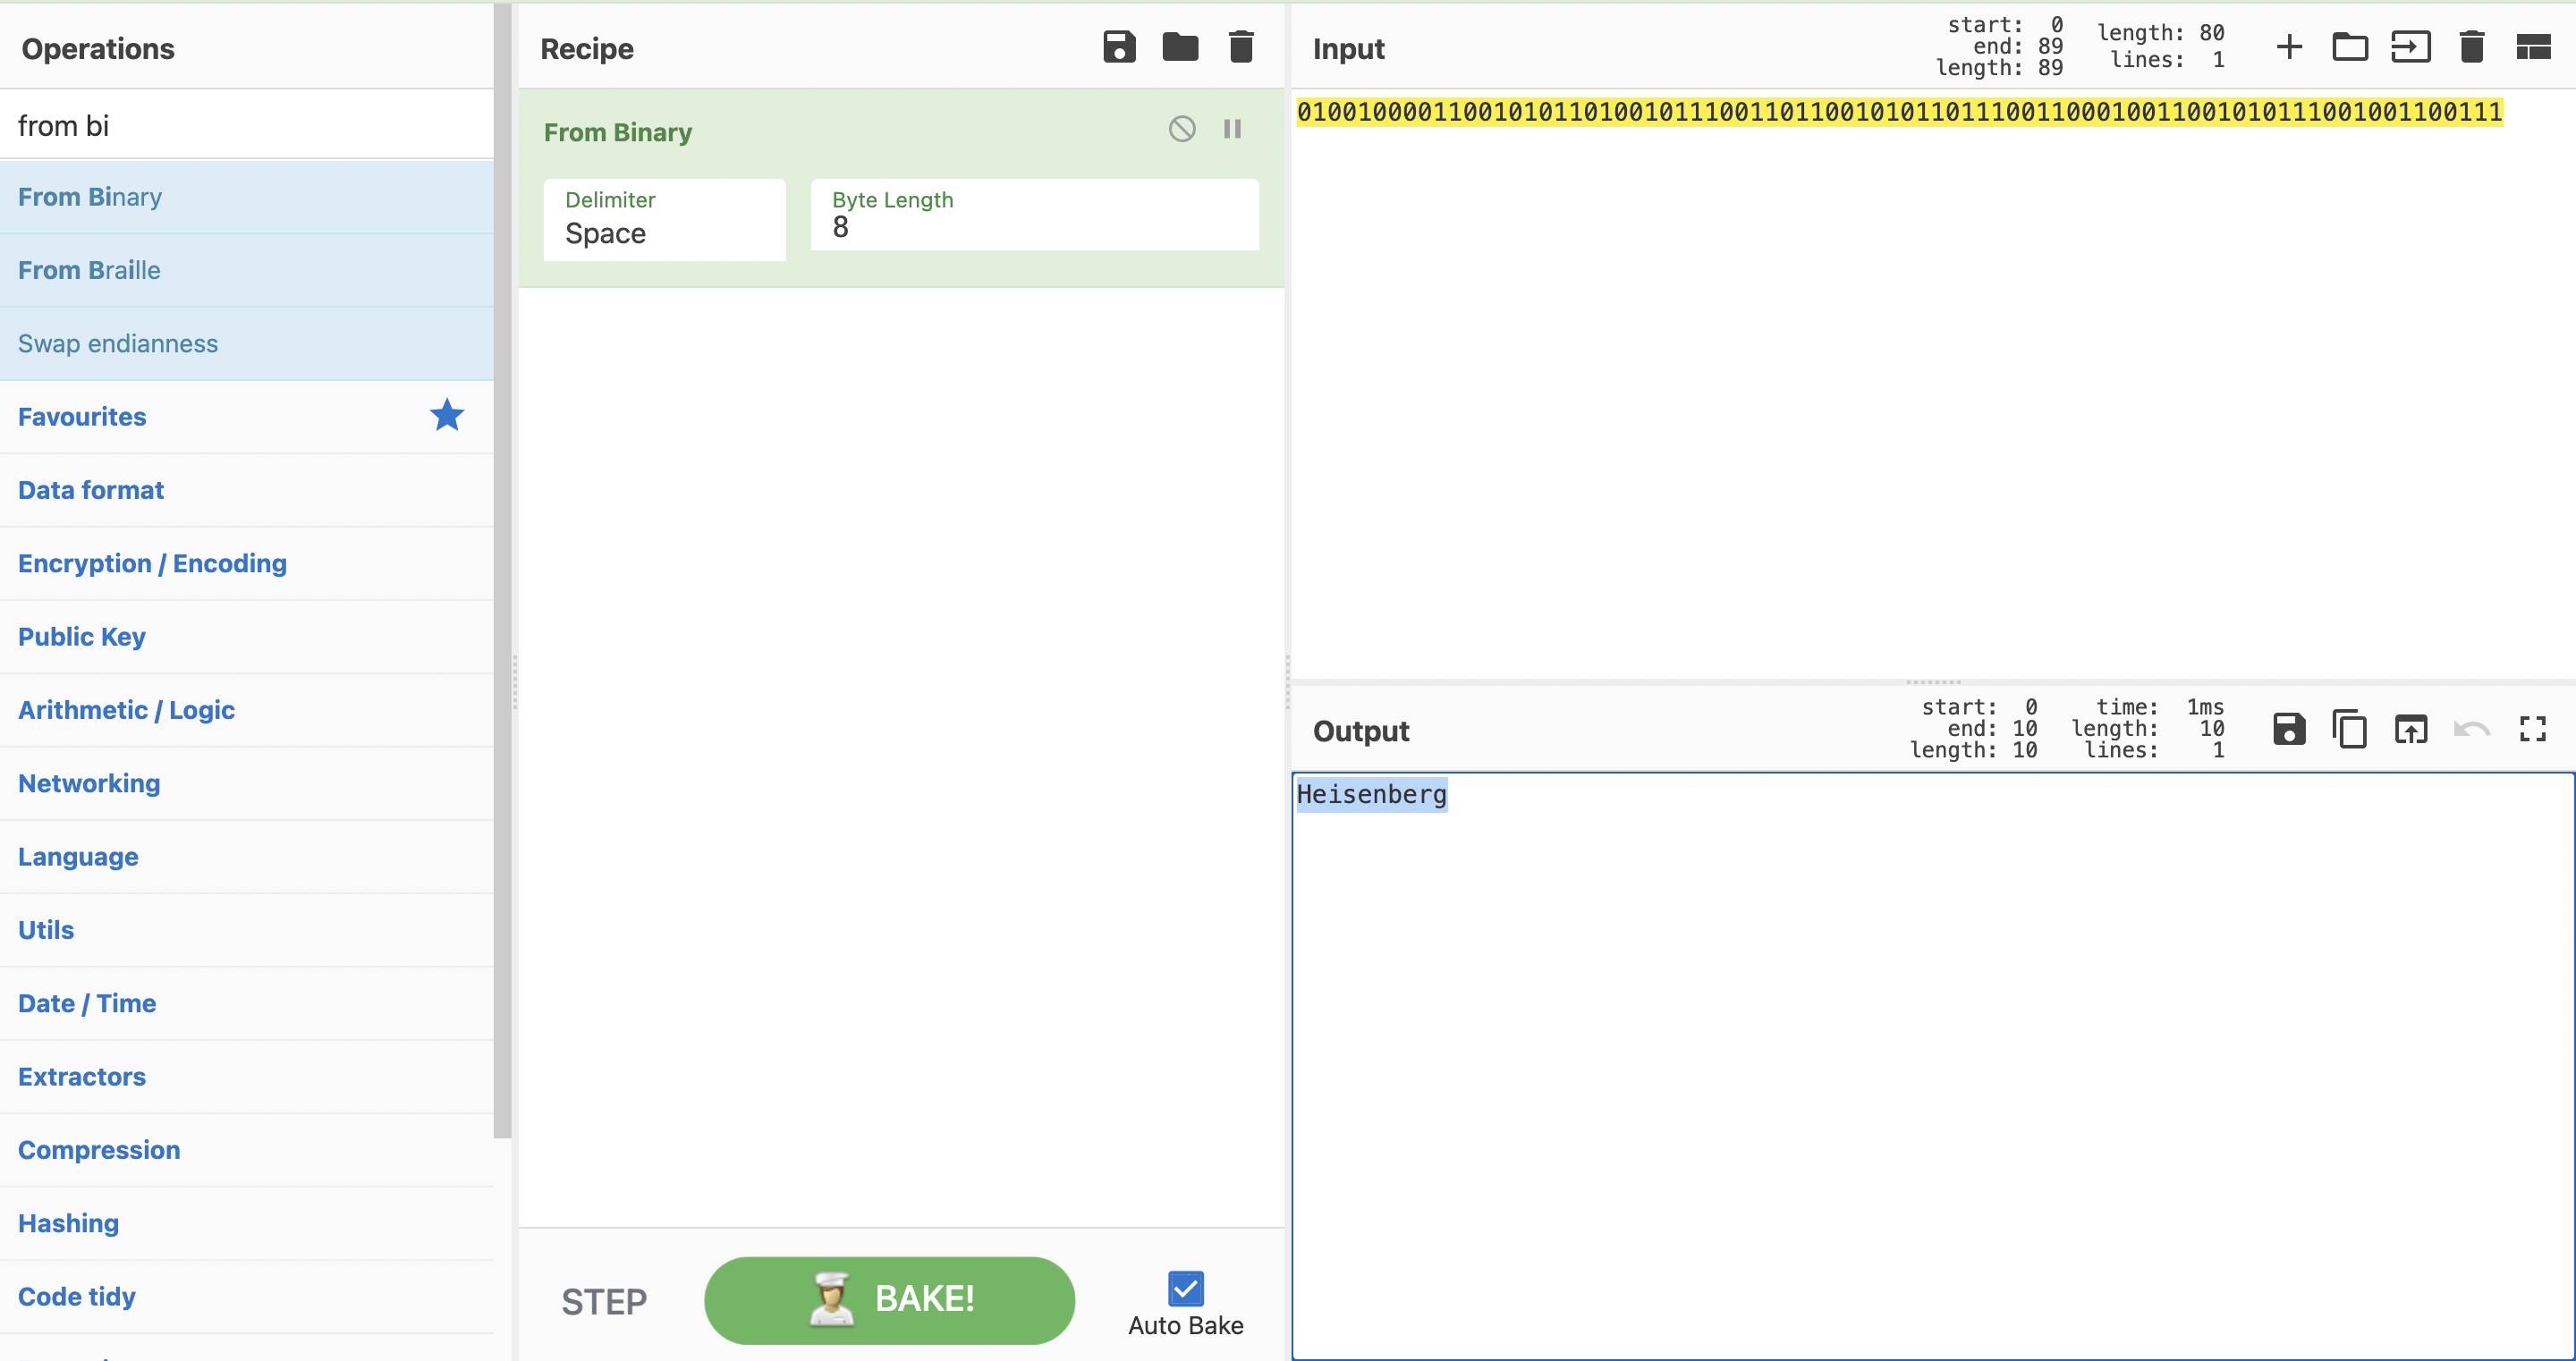 Operations
from bi
From Binary
From Braille
Swap endianness
Favourites
Data format
Encryption / Encoding
Public Key
Arithmetic / Logic
Networking
Language
Utils
Date / Time
Extractors
Compression
Hashing
Code tidy
Recipe
From Binary
Delimiter
Space
Byte Length
8
STEP
BAKE!
Auto Bake
Input
start: 0
end: 89
length: 89
length: 80
lines: 1
01001000011001010110100101110011011001010110111001100010011001010111001001100111
Output
start: 0
end: 10
length: 10
time: 1ms
length: 10
lines: 1
Heisenberg